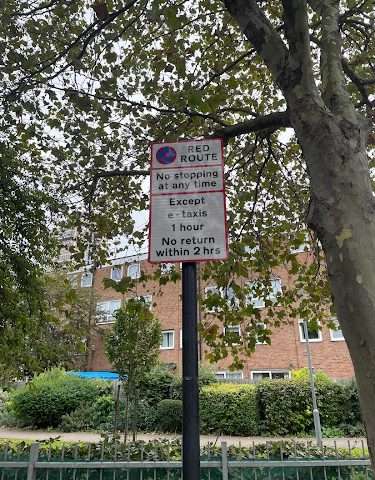 RED
ROUTE
No stopping
at any time
Except
e-taxis
1 hour
No return
within 2 hrs